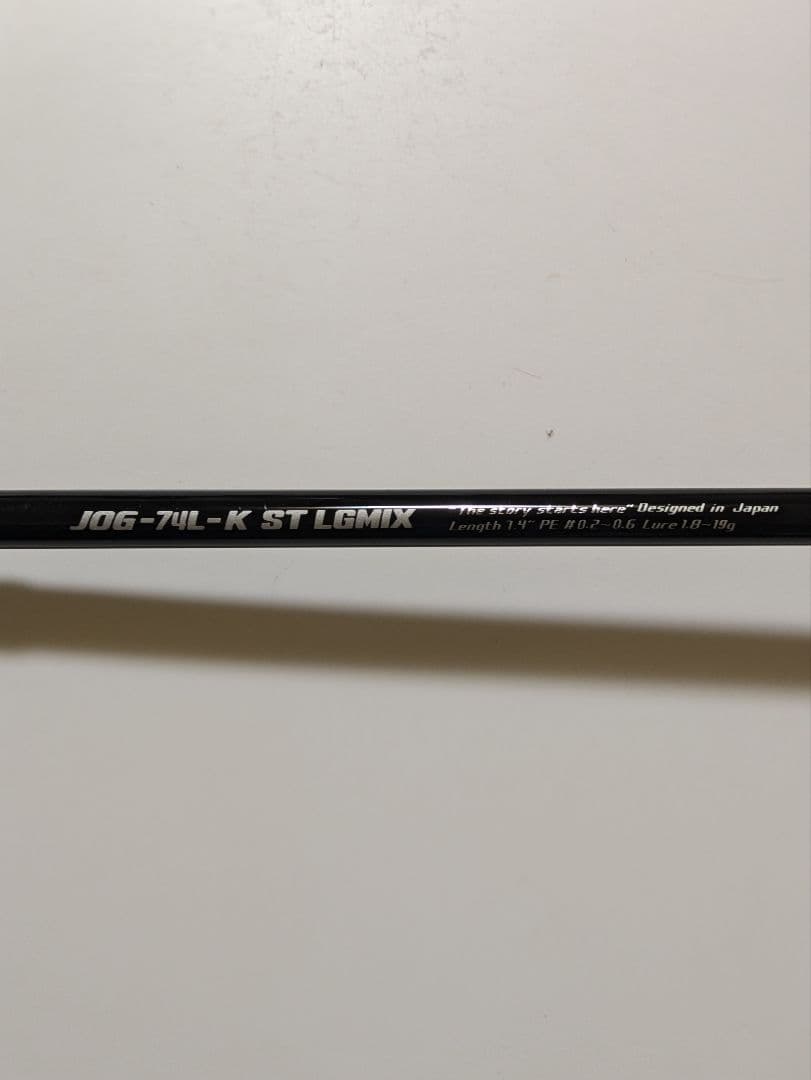 JOG-74L-K ST LGMIX
"The story starts here" Designed in Japan
Length 7.4" PE #0.2~0.6 Lure 1.8~19g